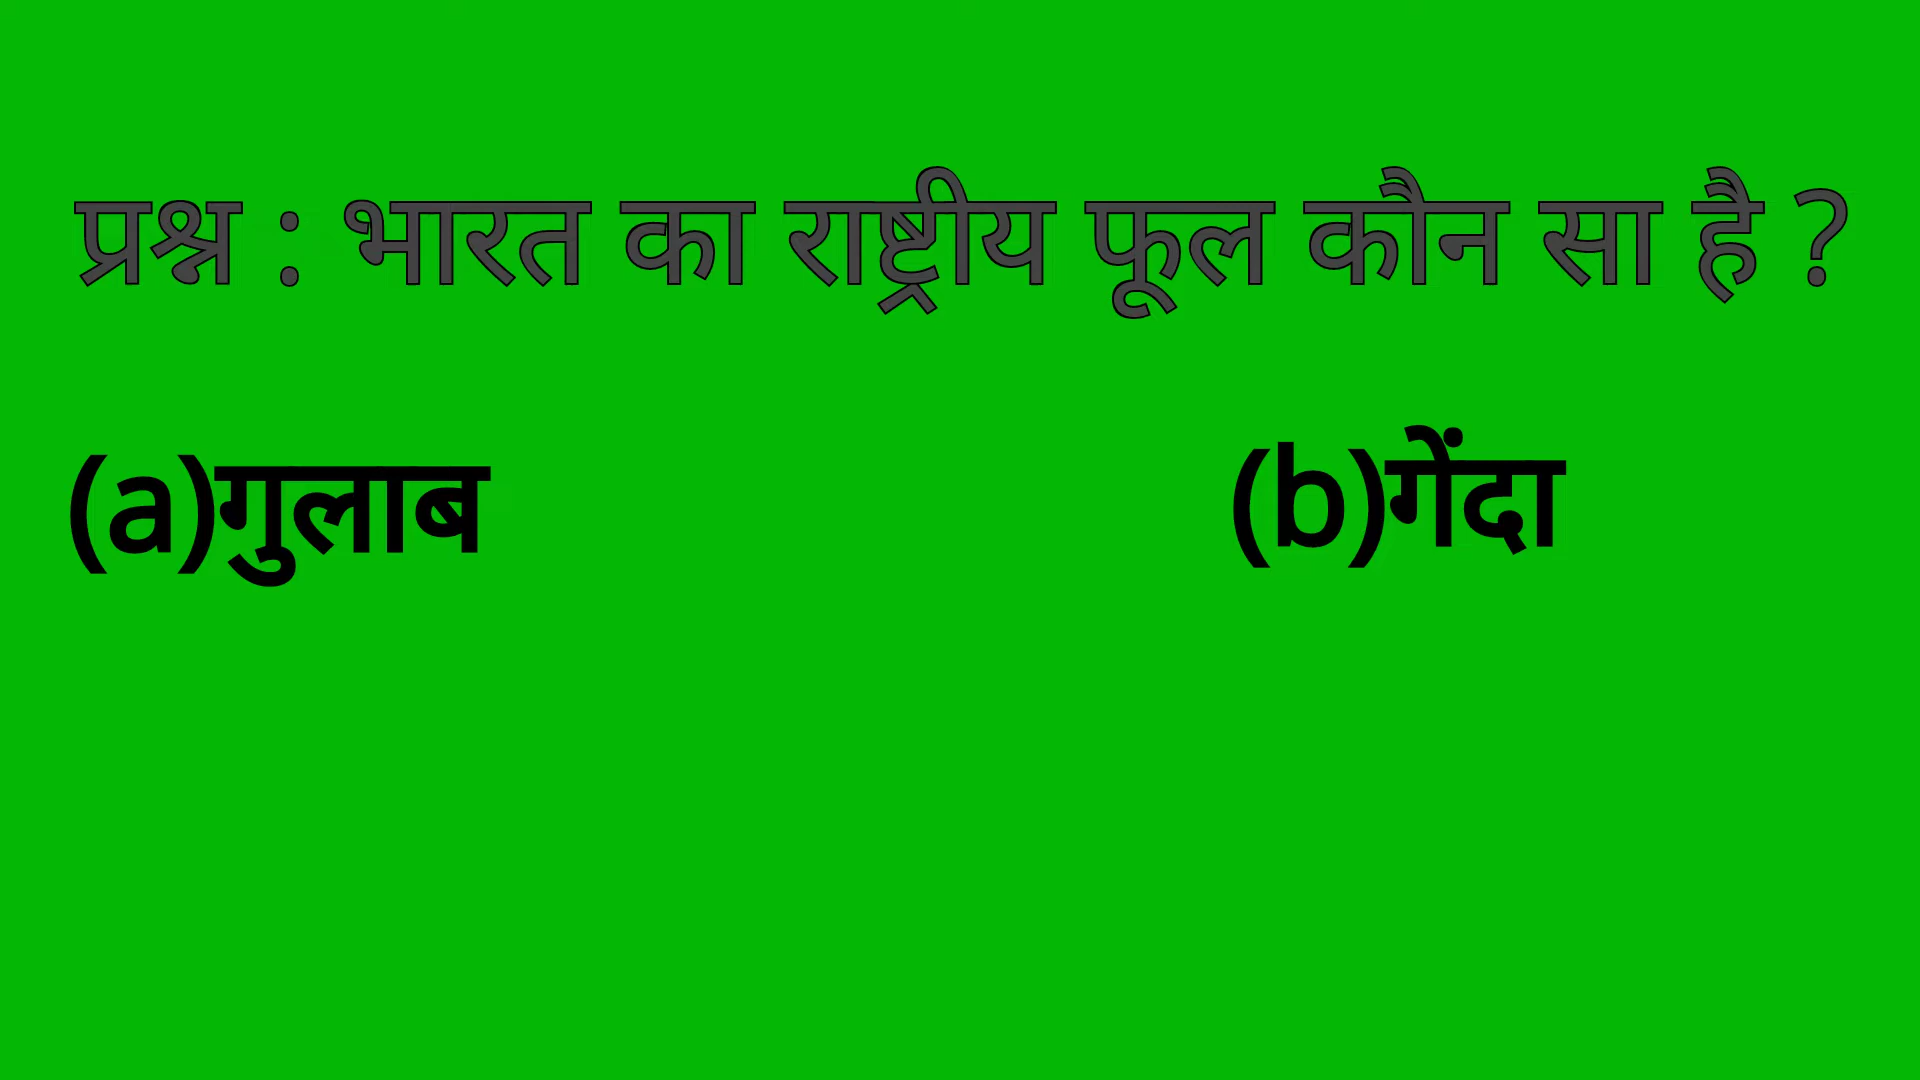 प्रश्न : भारत का राष्ट्रीय फूल कौन सा है ?
(a)गुलाब (b)गेंदा